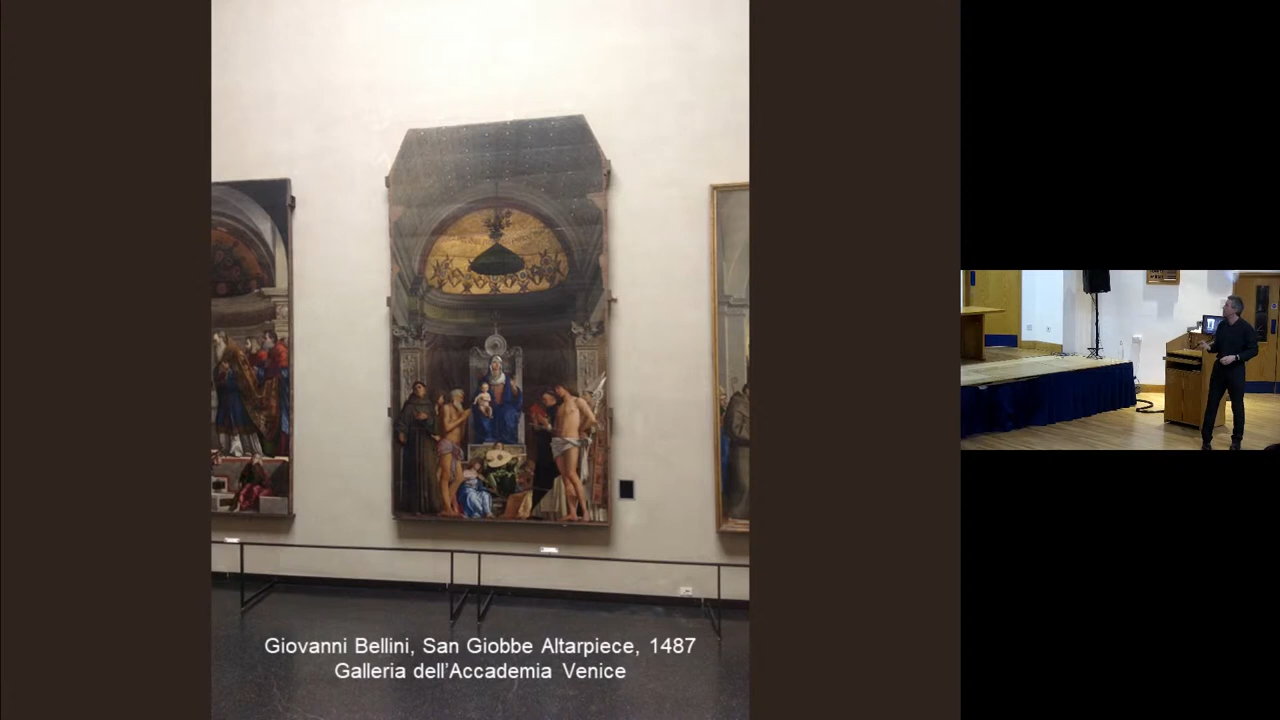 Giovanni Bellini, San Giobbe Altarpiece, 1487
Galleria dell'Accademia Venice